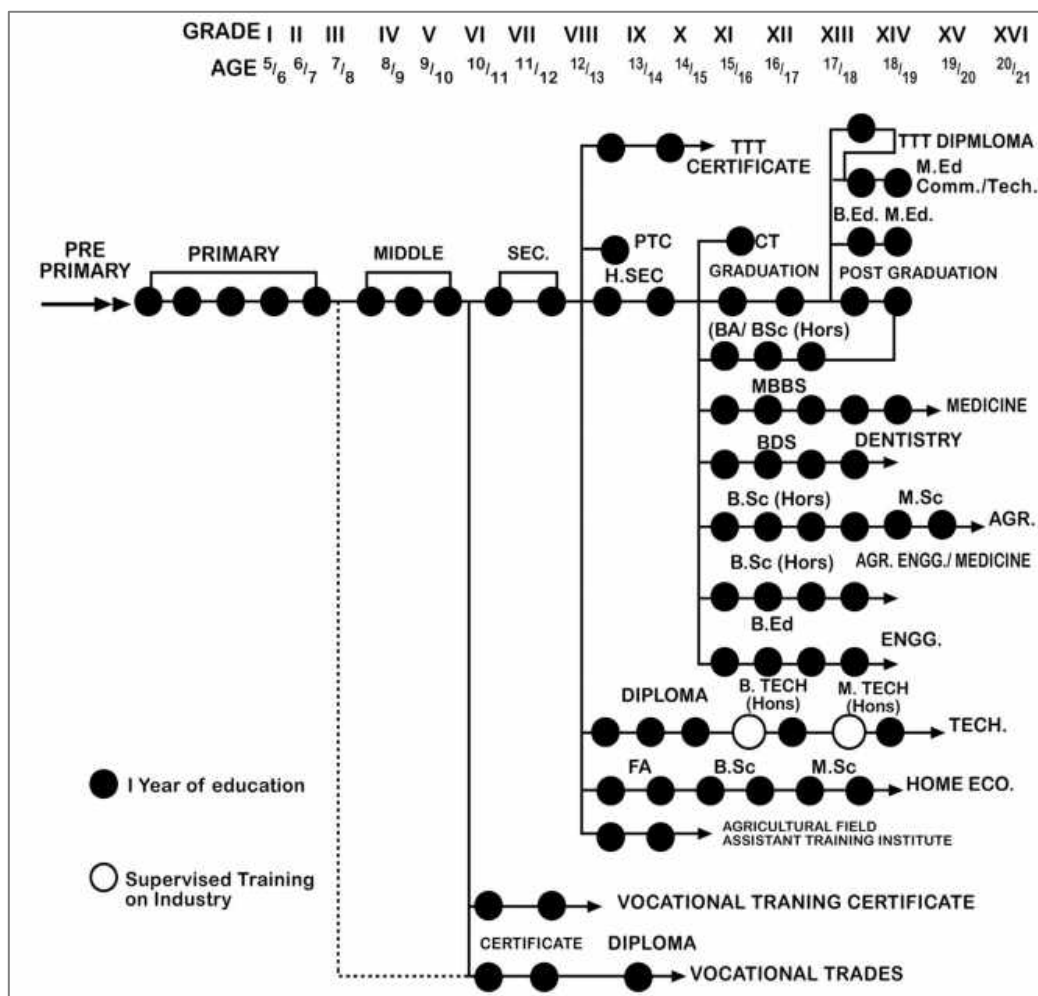 GRADE I II III IV V VI VII VIII IX X XI XII XIII XIV XV XVI
AGE 5/6 6/7 7/8 8/9 9/10 10/11 11/12 12/13 13/14 14/15 15/16 16/17 17/18 18/19 19/20 20/21
TTT
CERTIFICATE
TTT DIPMLOMA
M.Ed
Comm./Tech.
B.Ed. M.Ed.
PRE
PRIMARY
PRIMARY
MIDDLE
SEC.
PTC
H.SEC
CT
GRADUATION
POST GRADUATION
(BA/ BSc (Hors)
MBBS
MEDICINE
BDS
DENTISTRY
B.Sc (Hors)
M.Sc
AGR.
B.Sc (Hors)
AGR. ENGG./ MEDICINE
B.Ed
ENGG.
DIPLOMA
B. TECH
(Hons)
M. TECH
(Hons)
TECH.
FA
B.Sc
M.Sc
HOME ECO.
AGRICULTURAL FIELD
ASSISTANT TRAINING INSTITUTE
I Year of education
Supervised Training
on Industry
VOCATIONAL TRANING CERTIFICATE
CERTIFICATE
DIPLOMA
VOCATIONAL TRADES